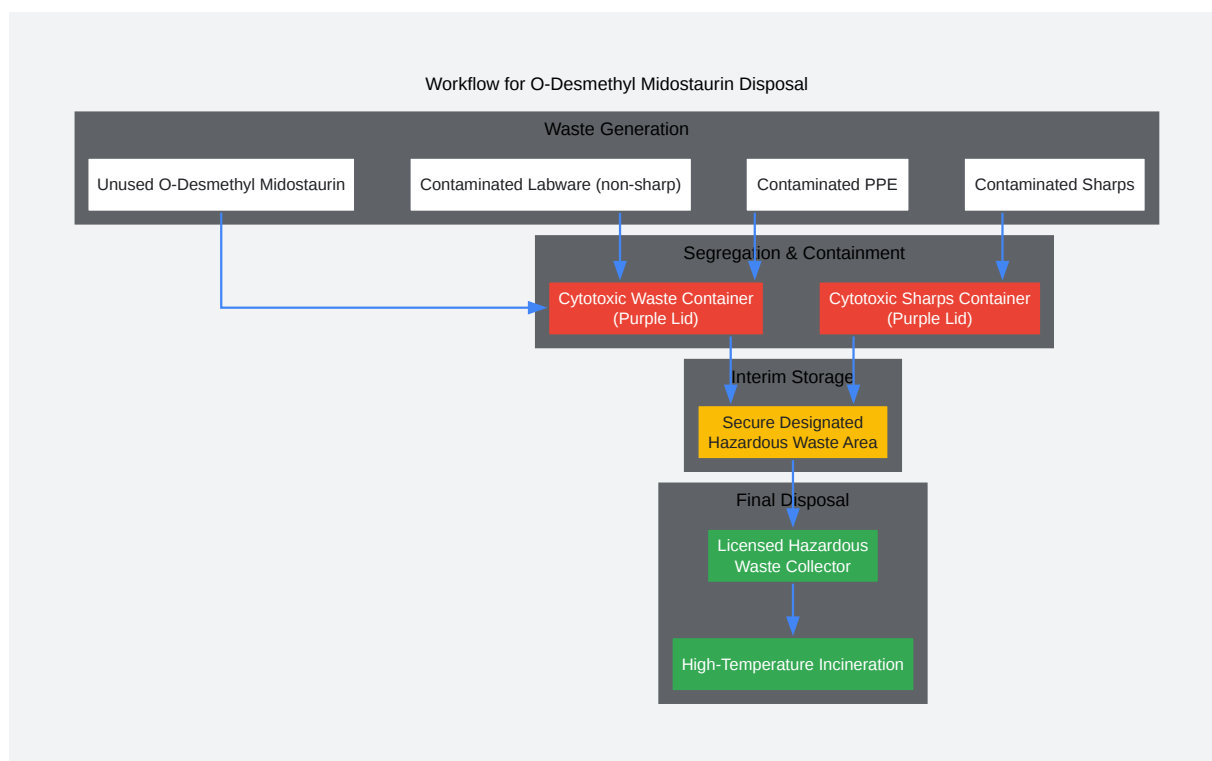 Workflow for O-Desmethyl Midostaurin Disposal
Waste Generation
Unused O-Desmethyl Midostaurin
Contaminated Labware (non-sharp)
Contaminated PPE
Contaminated Sharps
Segregation & Containment
Cytotoxic Waste Container
(Purple Lid)
Cytotoxic Sharps Container
(Purple Lid)
Interim Storage
Secure Designated
Hazardous Waste Area
Final Disposal
Licensed Hazardous
Waste Collector
High-Temperature Incineration